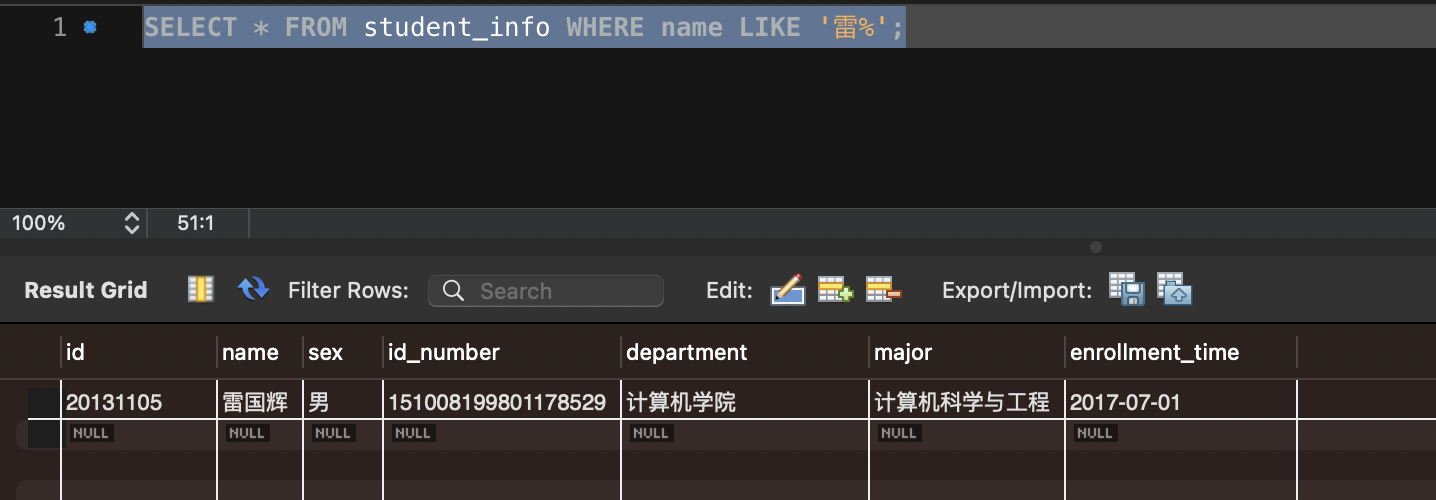 1 SELECT * FROM student_info WHERE name LIKE '雷%';
100% 51:1
Result Grid Filter Rows: Search Edit: Export/Import:
id name sex id_number department major enrollment_time
20131105 雷国辉 男 151008199801178529 计算机学院 计算机科学与工程 2017-07-01
NULL NULL NULL NULL NULL NULL NULL